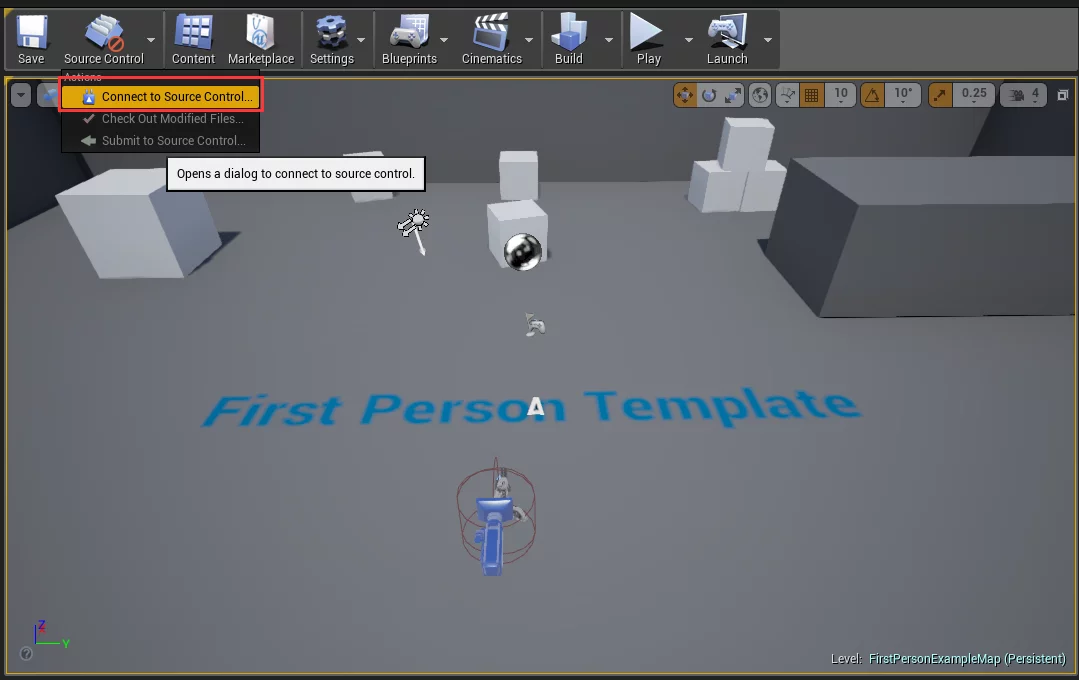 Save Source Control Content Marketplace Settings Blueprints Cinematics Build Play Launch
Actions
Connect to Source Control...
Check Out Modified Files...
Submit to Source Control...
Opens a dialog to connect to source control.
10 10° 0.25 4
First Person Template
Z
Y
Level: FirstPersonExampleMap (Persistent)